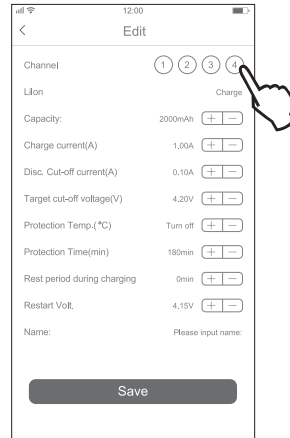 12:00
Edit
Channel 1 2 3 4
LiIon Charge
Capacity: 2000mAh + −
Charge current(A) 1.00A + −
Disc. Cut-off current(A) 0.10A + −
Target cut-off voltage(V) 4.20V + −
Protection Temp.(°C) Turn off + −
Protection Time(min) 180min + −
Rest period during charging 0min + −
Restart Volt. 4.15V + −
Name: Please input name:
Save